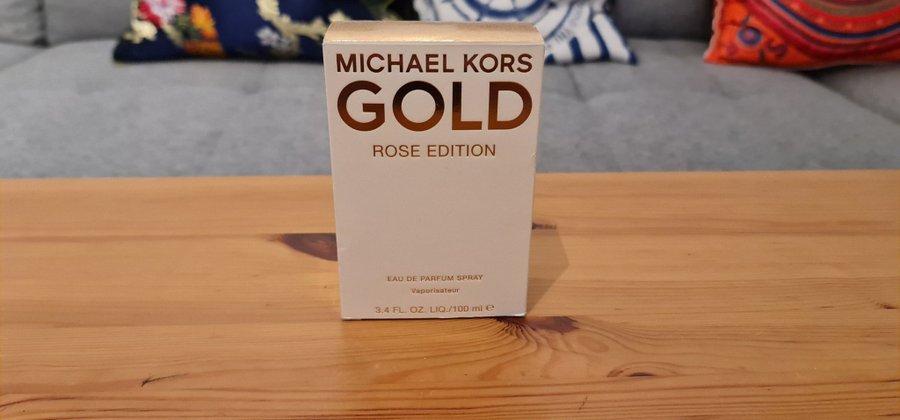 MICHAEL KORS
GOLD
ROSE EDITION
EAU DE PARFUM SPRAY
Vaporisateur
3.4 FL. OZ. LIQ./100 ml ℮